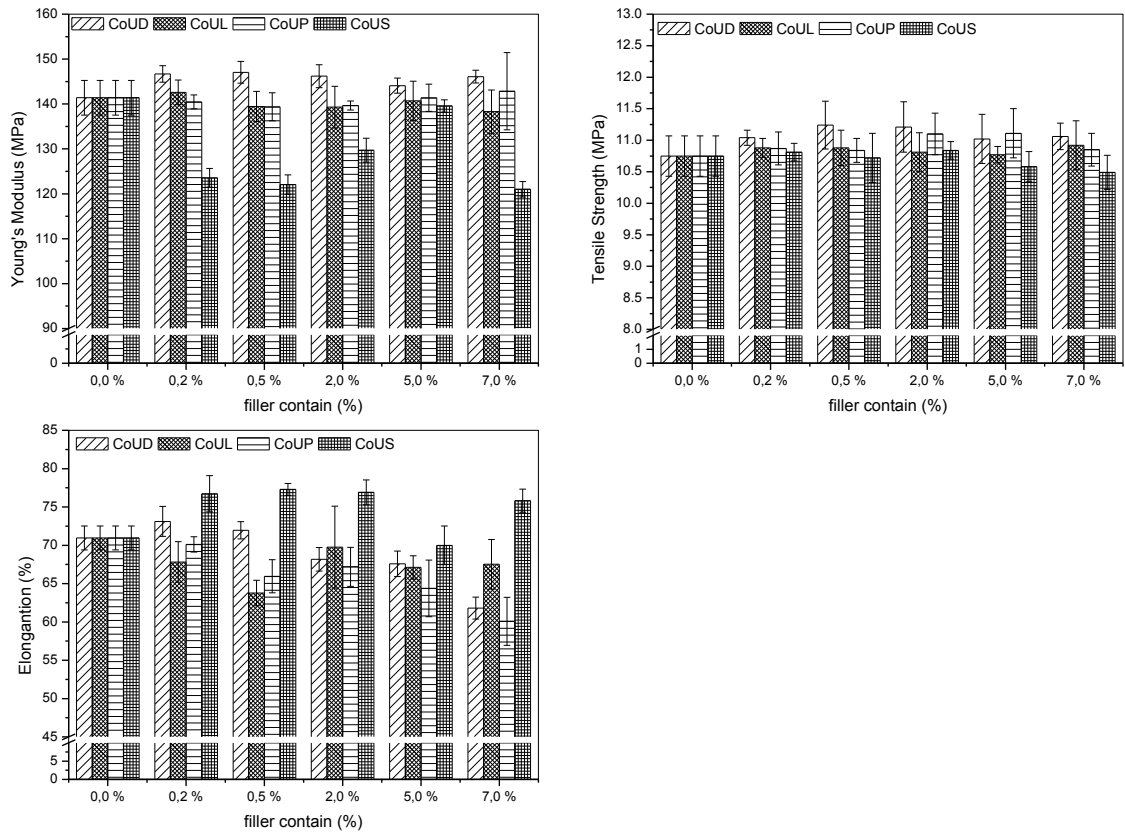 CoUD CoUL CoUP CoUS
160
150
140
130
120
110
100
90
0
Young's Modulus (MPa)
0,0 % 0,2 % 0,5 % 2,0 % 5,0 % 7,0 %
filler contain (%)
CoUD CoUL CoUP CoUS
13.0
12.5
12.0
11.5
11.0
10.5
10.0
9.5
9.0
8.5
8.0
1
0
Tensile Strength (MPa)
0,0 % 0,2 % 0,5 % 2,0 % 5,0 % 7,0 %
filler contain (%)
CoUD CoUL CoUP CoUS
85
80
75
70
65
60
55
50
45
5
0
Elongantion (%)
0,0 % 0,2 % 0,5 % 2,0 % 5,0 % 7,0 %
filler contain (%)